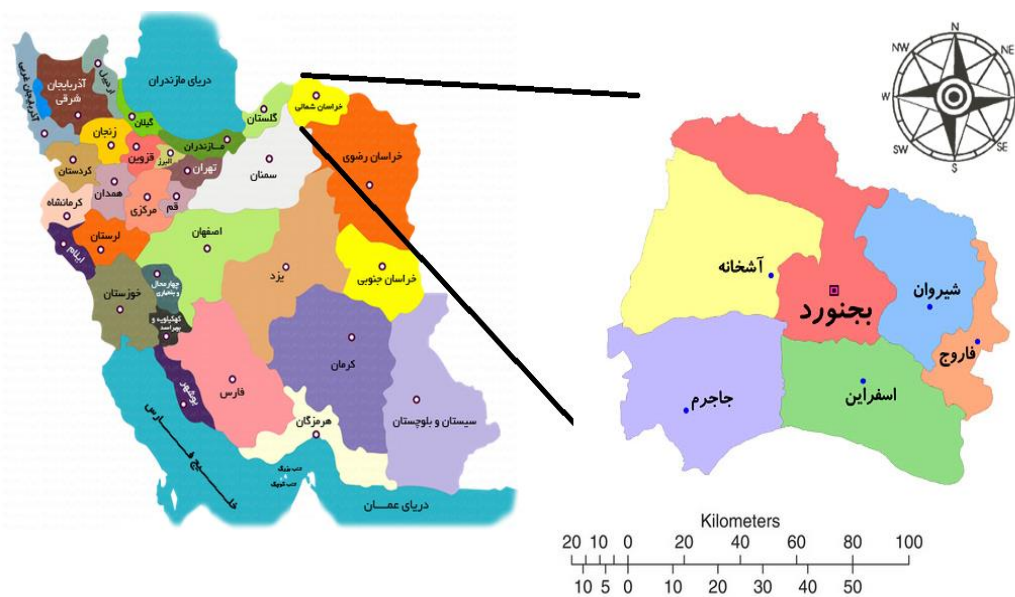 دریای مازندران
آذربایجان غربی
آذربایجان
شرقی
اردبیل
گیلان
زنجان
قزوین
البرز
مازندران
گلستان
خراسان شمالی
تهران
سمنان
خراسان رضوی
کردستان
همدان
مرکزی
قم
کرمانشاه
لرستان
ایلام
اصفهان
یزد
خراسان جنوبی
خوزستان
چهارمحال
و بختیاری
کهکیلویه و
بویراحمد
بوشهر
فارس
کرمان
سیستان و بلوچستان
هرمزگان
خلیج فارس
دریای عمان
N
NE
E
SE
S
SW
W
NW
آشخانه
بجنورد
شیروان
فاروج
جاجرم
اسفراین
Kilometers
20 10 0 20 40 60 80 100
10 5 0 10 20 30 40 50